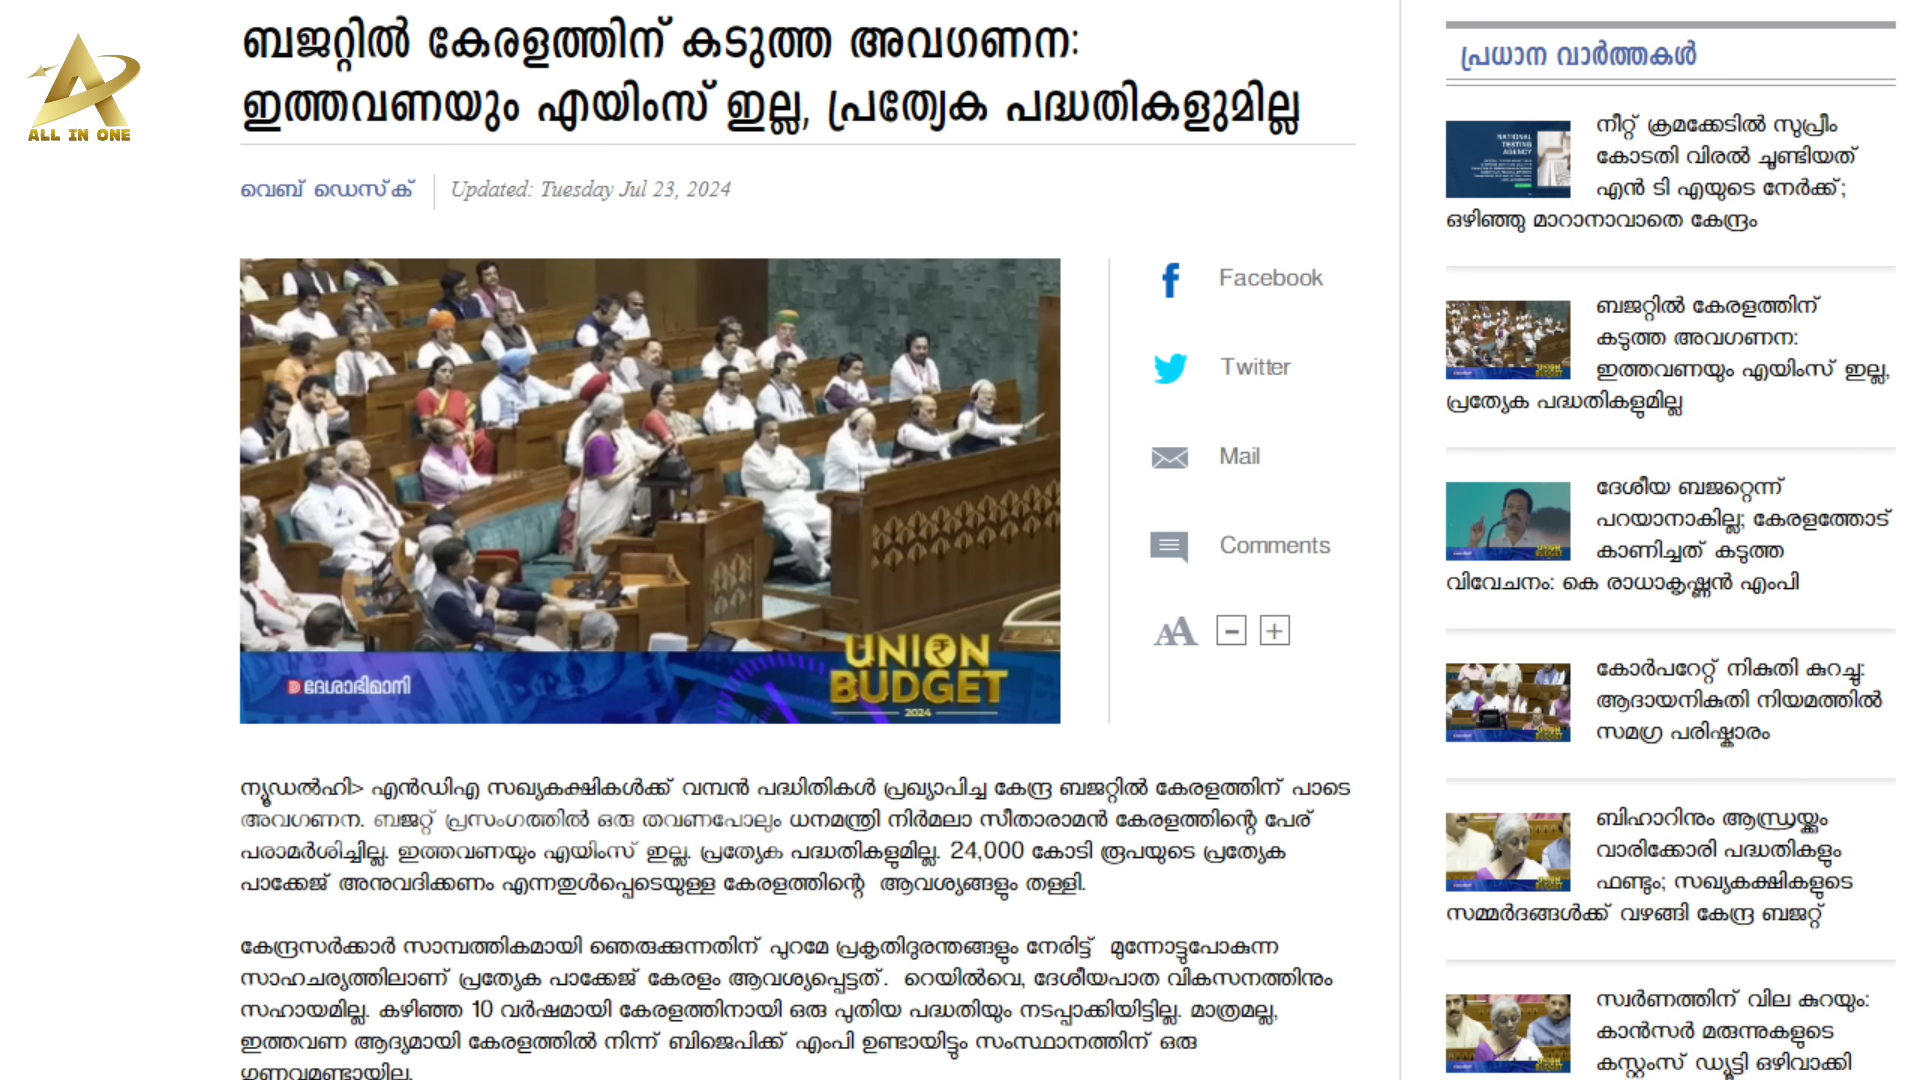 ബജറ്റിൽ കേരളത്തിന് കടുത്ത അവഗണന:
ഇത്തവണയും എയിംസ് ഇല്ല, പ്രത്യേക പദ്ധതികളുമില്ല
ALL IN ONE
വെബ് ഡെസ്ക്
Updated: Tuesday Jul 23, 2024
Facebook
Twitter
Mail
Comments
AA - +
ദേശാഭിമാനി
UNION
BUDGET
2024
ന്യൂഡൽഹി> എൻഡിഎ സഖ്യകക്ഷികൾക്ക് വമ്പൻ പദ്ധിതികൾ പ്രഖ്യാപിച്ച കേന്ദ്ര ബജറ്റിൽ കേരളത്തിന് പാടെ
അവഗണന. ബജറ്റ് പ്രസംഗത്തിൽ ഒരു തവണപോലും ധനമന്ത്രി നിർമലാ സീതാരാമൻ കേരളത്തിന്റെ പേര്
പരാമർശിച്ചില്ല. ഇത്തവണയും എയിംസ് ഇല്ല. പ്രത്യേക പദ്ധതികളുമില്ല. 24,000 കോടി രൂപയുടെ പ്രത്യേക
പാക്കേജ് അനുവദിക്കണം എന്നതുൾപ്പെടെയുള്ള കേരളത്തിന്റെ ആവശ്യങ്ങളും തള്ളി.
കേന്ദ്രസർക്കാർ സാമ്പത്തികമായി ഞെരുക്കുന്നതിന് പുറമേ പ്രകൃതിദുരന്തങ്ങളും നേരിട്ട് മുന്നോട്ടുപോകുന്ന
സാഹചര്യത്തിലാണ് പ്രത്യേക പാക്കേജ് കേരളം ആവശ്യപ്പെട്ടത്. റെയിൽവെ, ദേശീയപാത വികസനത്തിനും
സഹായമില്ല. കഴിഞ്ഞ 10 വർഷമായി കേരളത്തിനായി ഒരു പുതിയ പദ്ധതിയും നടപ്പാക്കിയിട്ടില്ല. മാത്രമല്ല,
ഇത്തവണ ആദ്യമായി കേരളത്തിൽ നിന്ന് ബിജെപിക്ക് എംപി ഉണ്ടായിട്ടും സംസ്ഥാനത്തിന് ഒരു
ഗുണവുമുണ്ടായില്ല.
പ്രധാന വാർത്തകൾ
NATIONAL
TESTING
AGENCY
നീറ്റ് ക്രമക്കേടിൽ സുപ്രീം
കോടതി വിരൽ ചൂണ്ടിയത്
എൻ ടി എയുടെ നേർക്ക്;
ഒഴിഞ്ഞു മാറാനാവാതെ കേന്ദ്രം
ബജറ്റിൽ കേരളത്തിന്
കടുത്ത അവഗണന:
ഇത്തവണയും എയിംസ് ഇല്ല,
പ്രത്യേക പദ്ധതികളുമില്ല
ദേശീയ ബജറ്റെന്ന്
പറയാനാകില്ല; കേരളത്തോട്
കാണിച്ചത് കടുത്ത
വിവേചനം: കെ രാധാകൃഷ്ണൻ എംപി
കോർപറേറ്റ് നികുതി കുറച്ചു:
ആദായനികുതി നിയമത്തിൽ
സമഗ്ര പരിഷ്കാരം
ബിഹാറിനും ആന്ധ്രയ്ക്കും
വാരിക്കോരി പദ്ധതികളും
ഫണ്ടും; സഖ്യകക്ഷികളുടെ
സമ്മർദങ്ങൾക്ക് വഴങ്ങി കേന്ദ്ര ബജറ്റ്
സ്വർണത്തിന് വില കുറയും:
കാൻസർ മരുന്നുകളുടെ
കസ്റ്റംസ് ഡ്യൂട്ടി ഒഴിവാക്കി